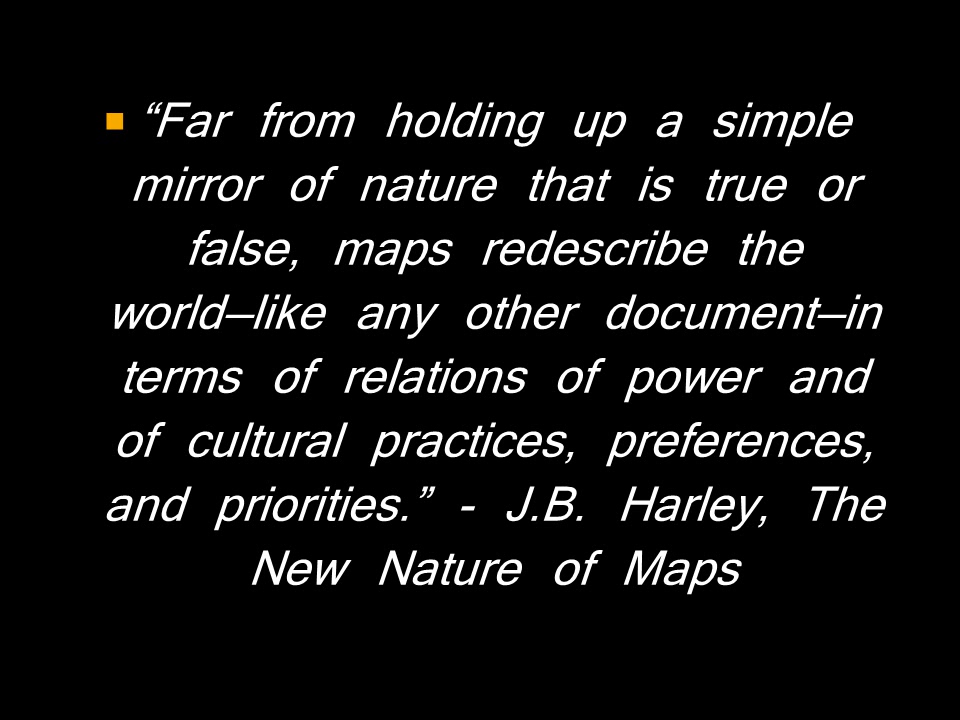 “Far from holding up a simple
mirror of nature that is true or
false, maps redescribe the
world—like any other document—in
terms of relations of power and
of cultural practices, preferences,
and priorities.” - J.B. Harley, The
New Nature of Maps